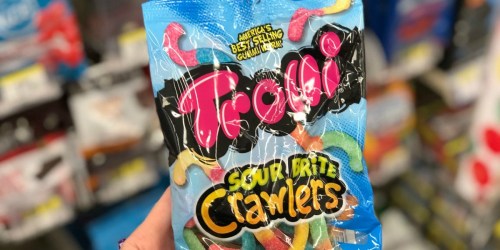 AMERICA'S
BEST SELLING
GUMMI WORM!
Trolli
SOUR BRITE
Crawlers